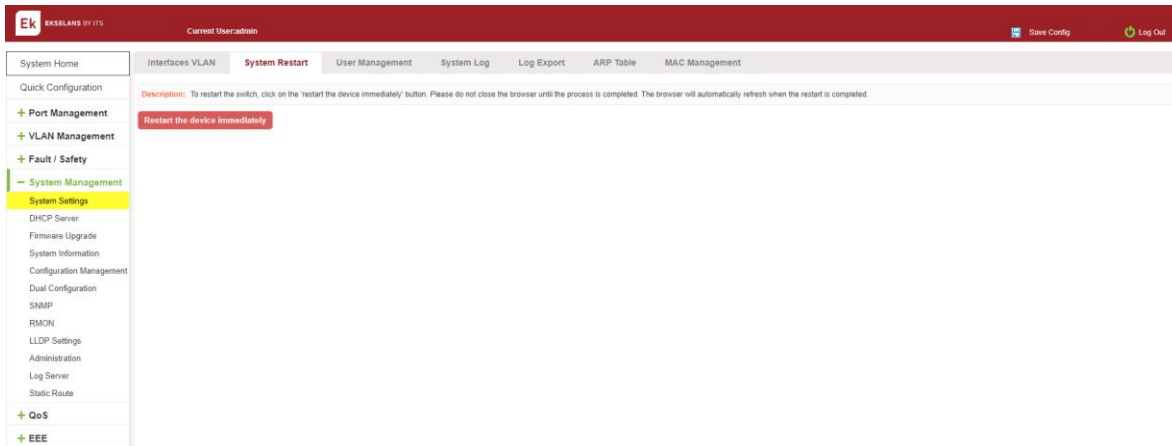 Ek EKSELANS BY ITS
Current User:admin
Save Config
Log Out
System Home
Quick Configuration
+ Port Management
+ VLAN Management
+ Fault / Safety
− System Management
System Settings
DHCP Server
Firmware Upgrade
System Information
Configuration Management
Dual Configuration
SNMP
RMON
LLDP Settings
Administration
Log Server
Static Route
+ QoS
+ EEE
Interfaces VLAN System Restart User Management System Log Log Export ARP Table MAC Management
Description: To restart the switch, click on the 'restart the device immediately' button. Please do not close the browser until the process is completed. The browser will automatically refresh when the restart is completed.
Restart the device immediately